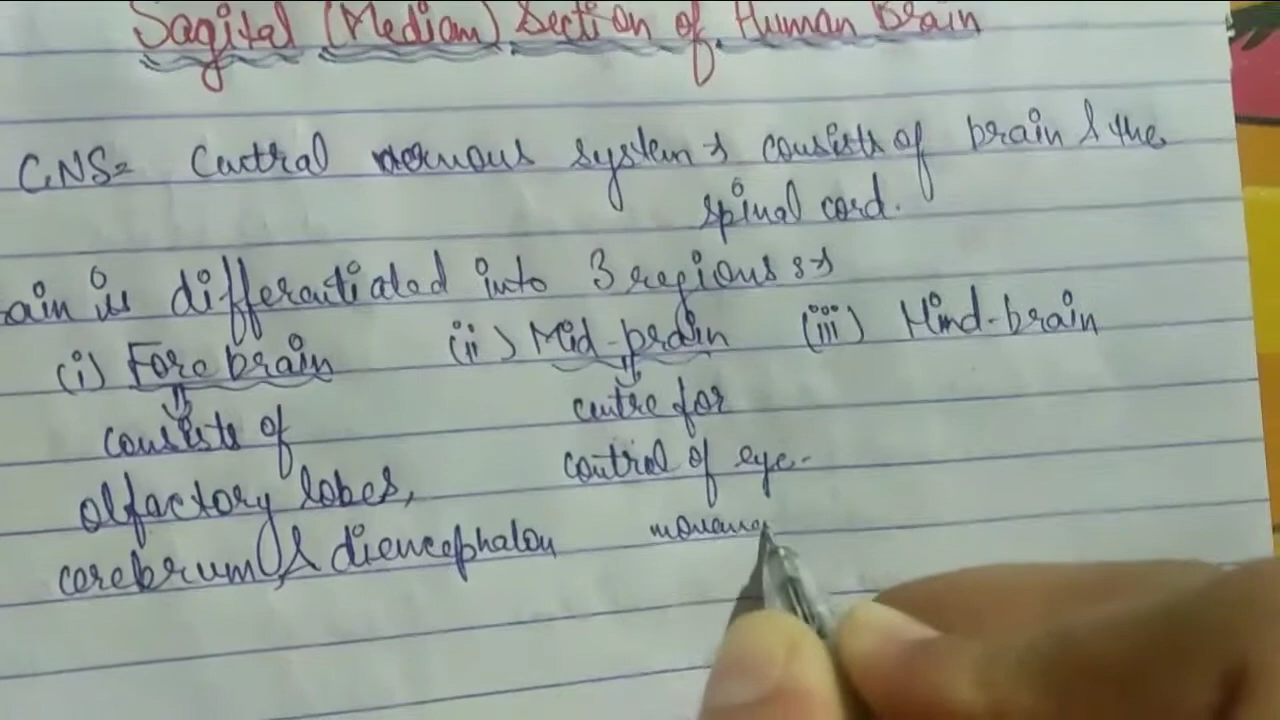 Sagital (Median) Section of Human Brain
CNS= Central nervous system → consists of brain & the
spinal cord.
ain is differentiated into 3 regions :→
(i) Fore brain (ii) Mid-brain (iii) Hind-brain
consists of centre for
olfactory lobes, control of eye-
cerebrum & diencephalon